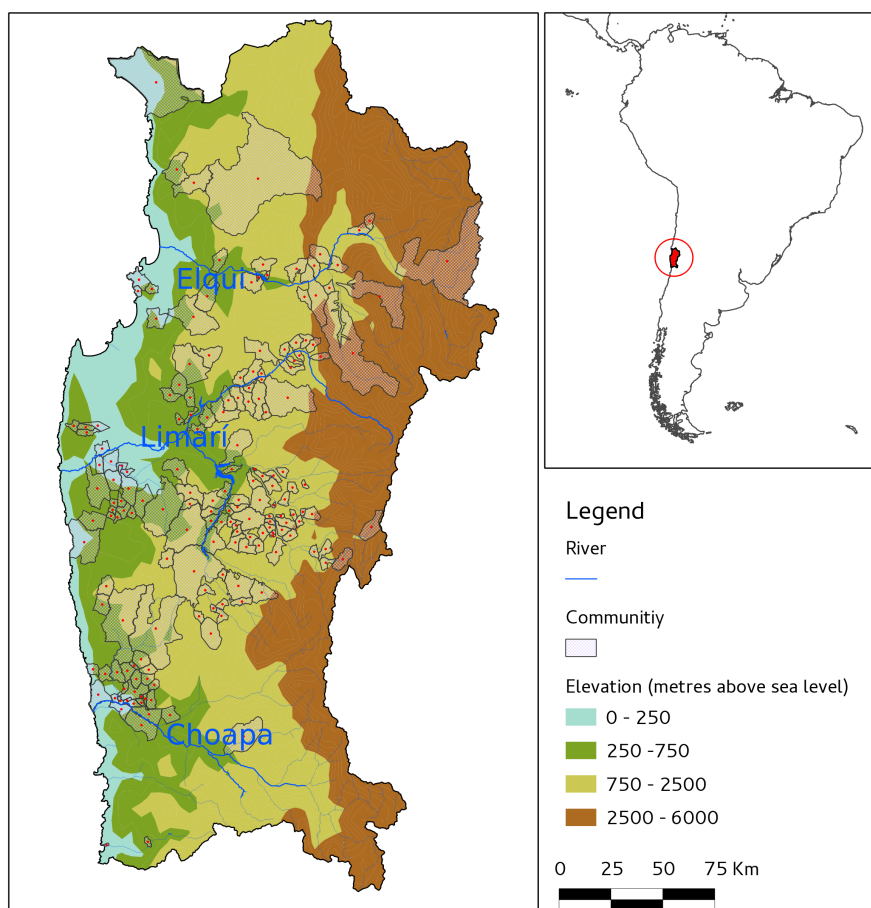 Elqui
Limarí
Choapa
Legend
River
Communitiy
Elevation (metres above sea level)
0 - 250
250 -750
750 - 2500
2500 - 6000
0 25 50 75 Km